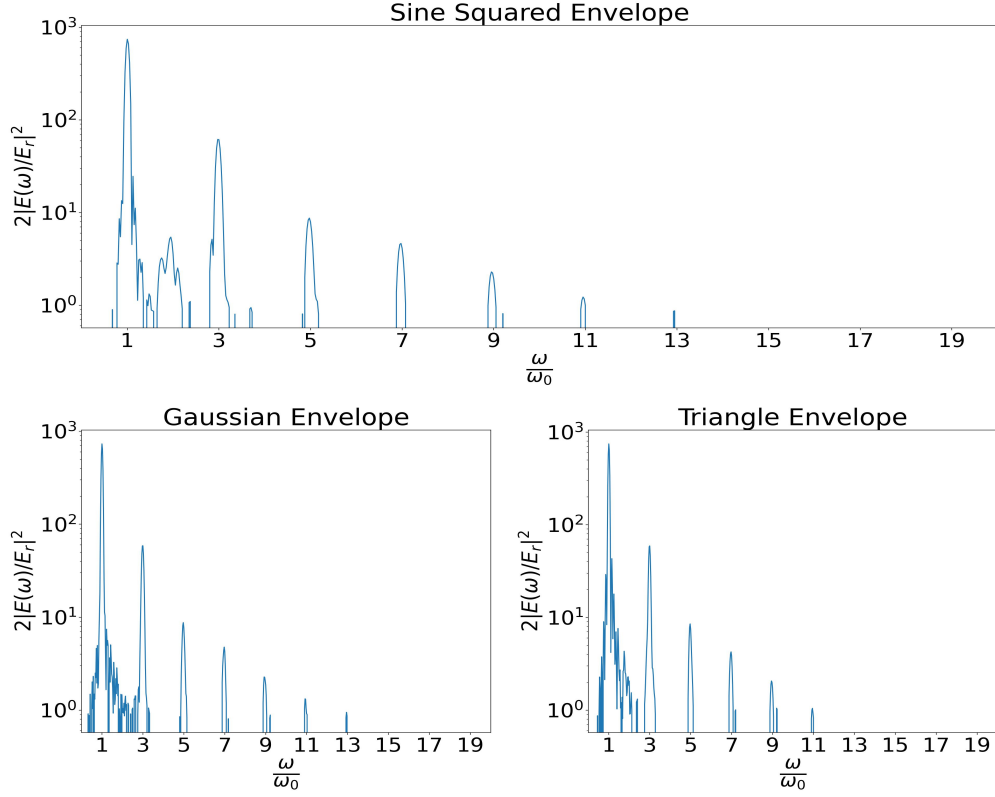 Sine Squared Envelope
10³
10²
10¹
10⁰
2|E(ω)/Eᵣ|²
1 3 5 7 9 11 13 15 17 19
ω/ω₀
Gaussian Envelope
10³
10²
10¹
10⁰
2|E(ω)/Eᵣ|²
1 3 5 7 9 11 13 15 17 19
ω/ω₀
Triangle Envelope
10³
10²
10¹
10⁰
2|E(ω)/Eᵣ|²
1 3 5 7 9 11 13 15 17 19
ω/ω₀